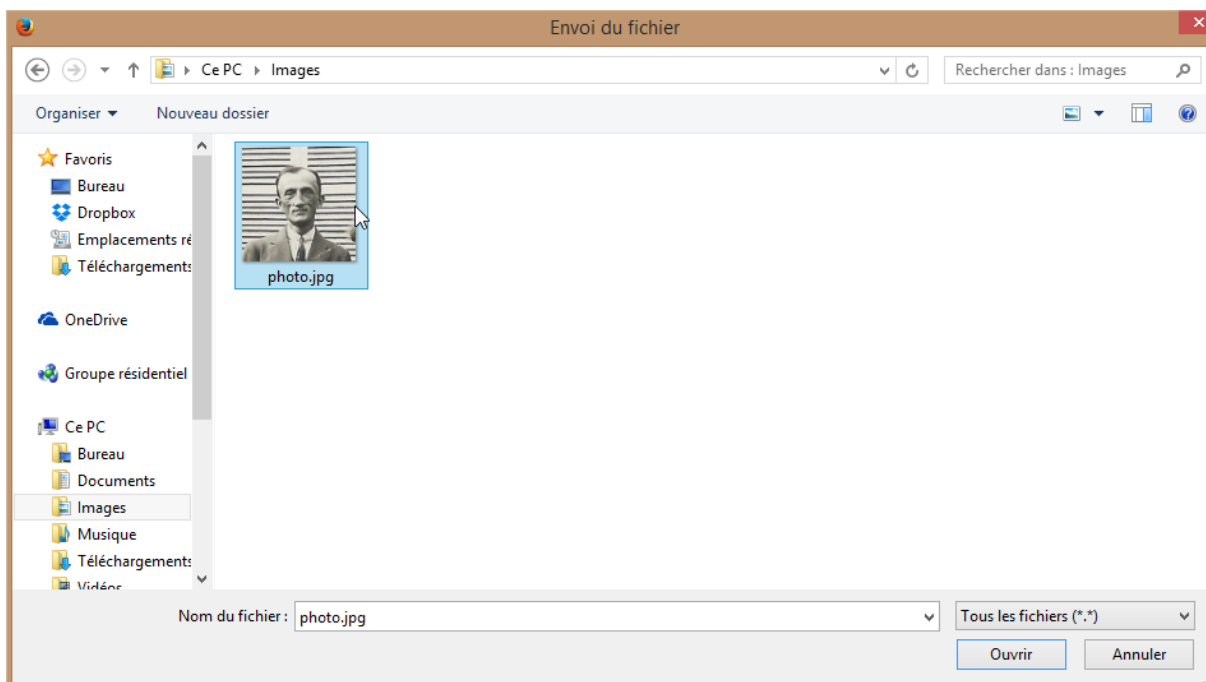 Envoi du fichier
Ce PC Images
Rechercher dans : Images
Organiser
Nouveau dossier
Favoris
Bureau
Dropbox
Emplacements ré
Téléchargements
OneDrive
Groupe résidentiel
Ce PC
Bureau
Documents
Images
Musique
Téléchargements
Vidéos
photo.jpg
Nom du fichier :
photo.jpg
Tous les fichiers (*.*)
Ouvrir
Annuler